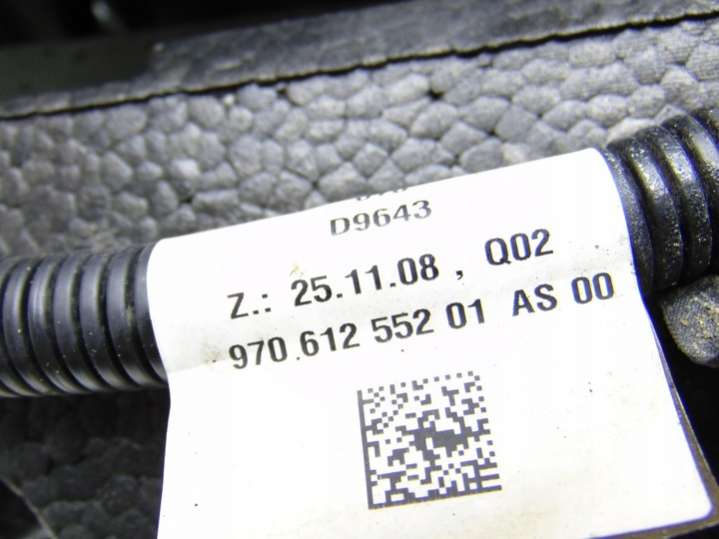 D9643
Z.: 25.11.08 , Q02
970.612 552 01 AS 00